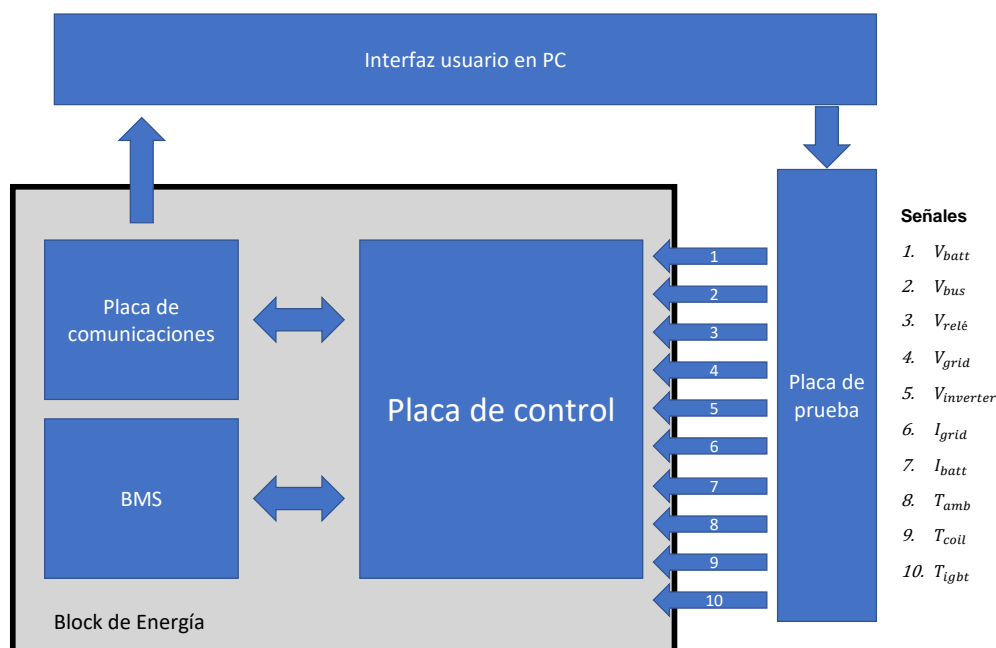 Interfaz usuario en PC
Placa de
comunicaciones
BMS
Placa de control
Block de Energía
1
2
3
4
5
6
7
8
9
10
Placa de
prueba
Señales
1. V_batt
2. V_bus
3. V_relé
4. V_grid
5. V_inverter
6. I_grid
7. I_batt
8. T_amb
9. T_coil
10. T_igbt